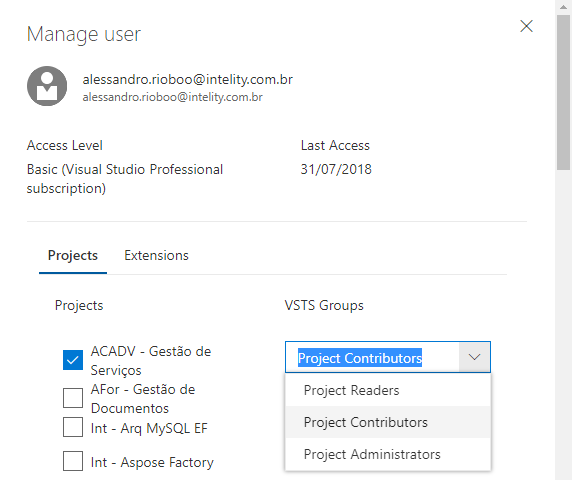 Manage user
alessandro.rioboo@intelity.com.br
alessandro.rioboo@intelity.com.br
Access Level
Last Access
Basic (Visual Studio Professional
subscription)
31/07/2018
Projects
Extensions
Projects
VSTS Groups
ACADV - Gestão de
Serviços
Project Contributors
AFor - Gestão de
Documentos
Int - Arq MySQL EF
Int - Aspose Factory
Project Readers
Project Contributors
Project Administrators